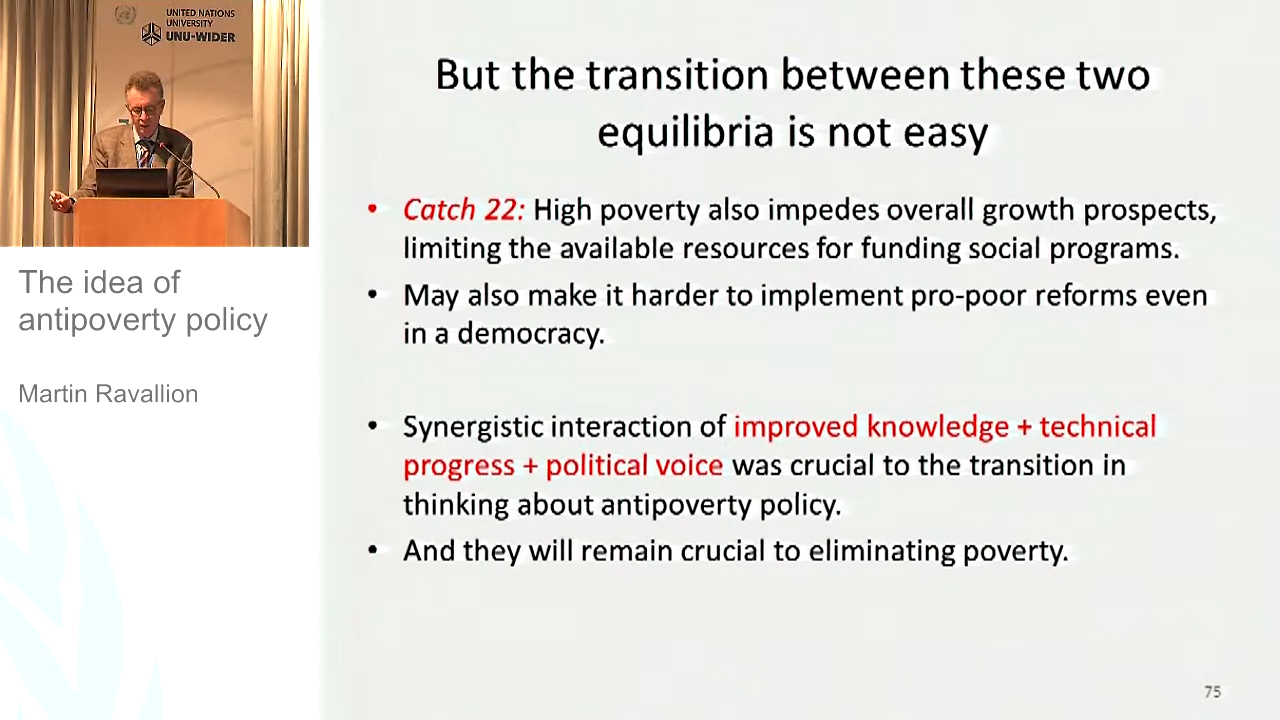 UNITED NATIONS
UNIVERSITY
UNU-WIDER
The idea of
antipoverty policy
Martin Ravallion
But the transition between these two
equilibria is not easy
• Catch 22: High poverty also impedes overall growth prospects,
limiting the available resources for funding social programs.
• May also make it harder to implement pro-poor reforms even
in a democracy.
• Synergistic interaction of improved knowledge + technical
progress + political voice was crucial to the transition in
thinking about antipoverty policy.
• And they will remain crucial to eliminating poverty.
75